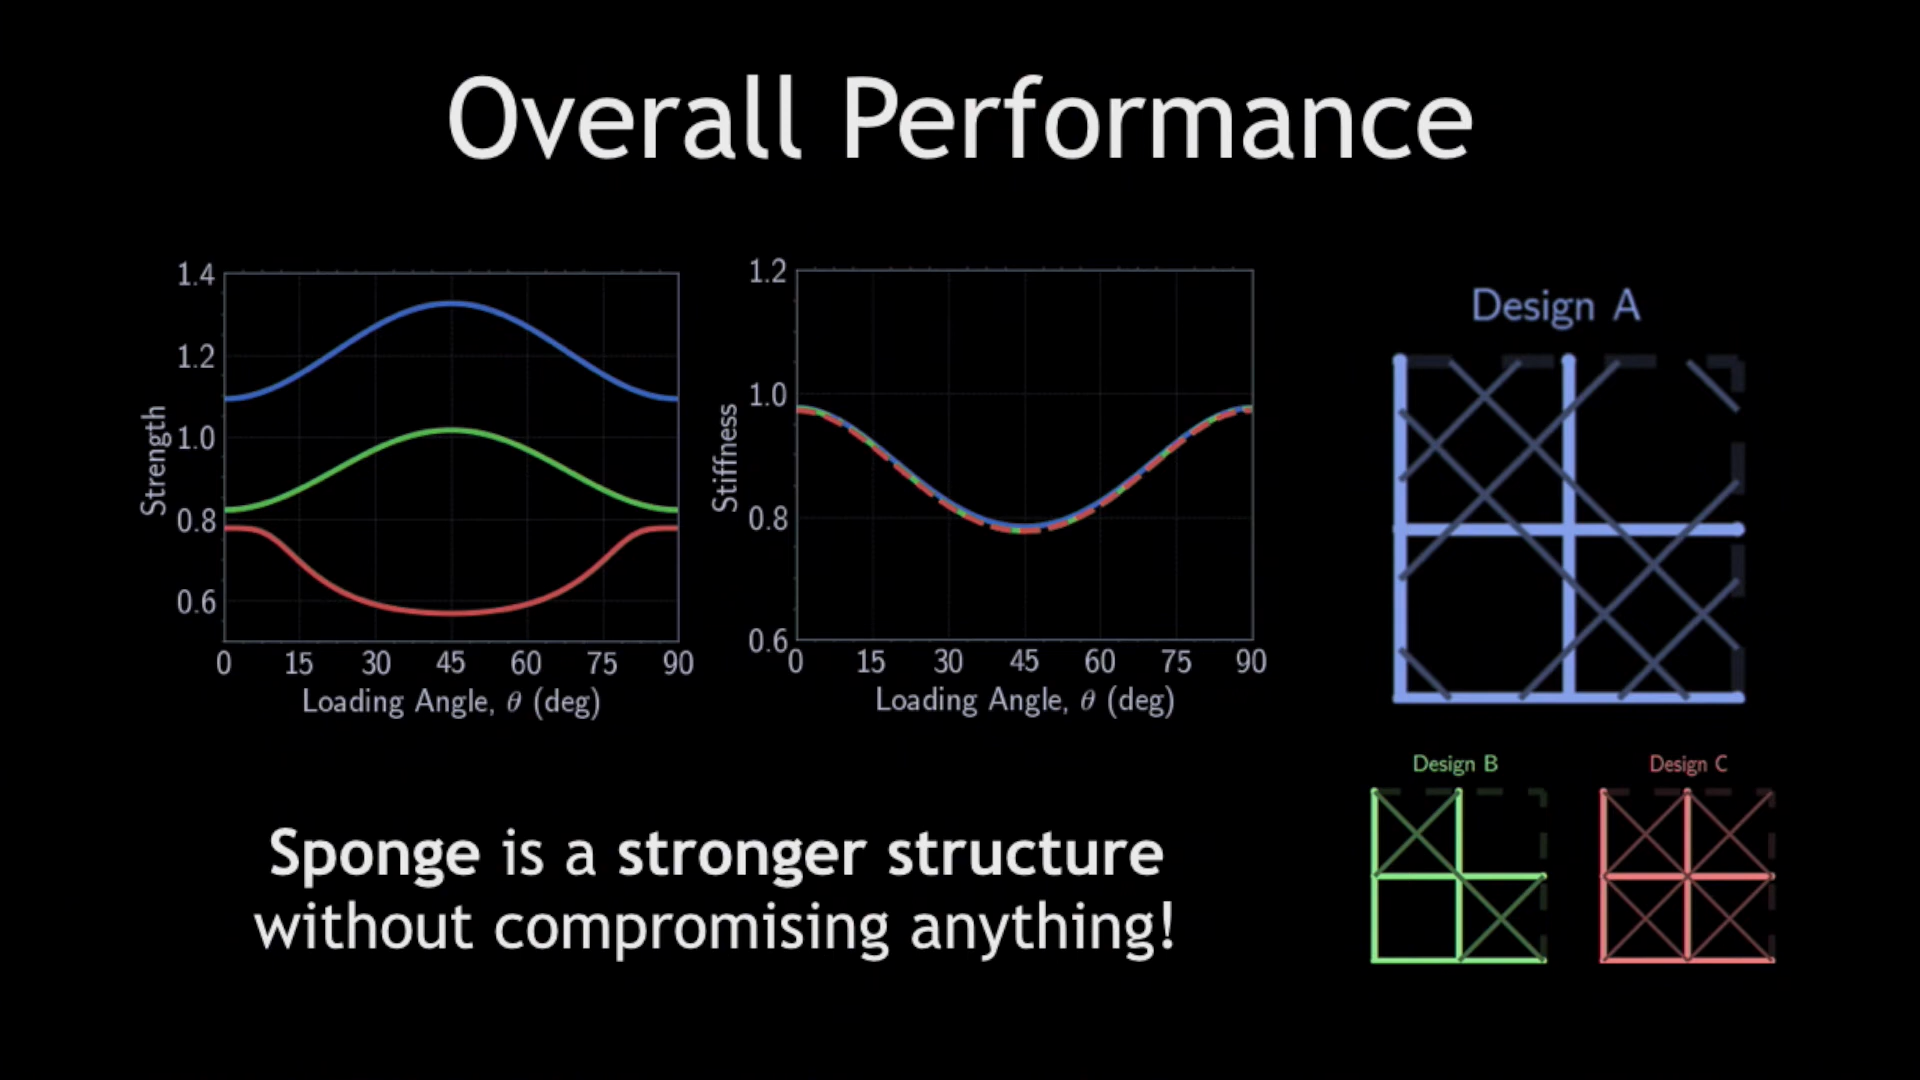 Overall Performance
Strength
1.4
1.2
1.0
0.8
0.6
0 15 30 45 60 75 90
Loading Angle, θ (deg)
Stiffness
1.2
1.0
0.8
0.6
0 15 30 45 60 75 90
Loading Angle, θ (deg)
Design A
Design B
Design C
Sponge is a stronger structure
without compromising anything!